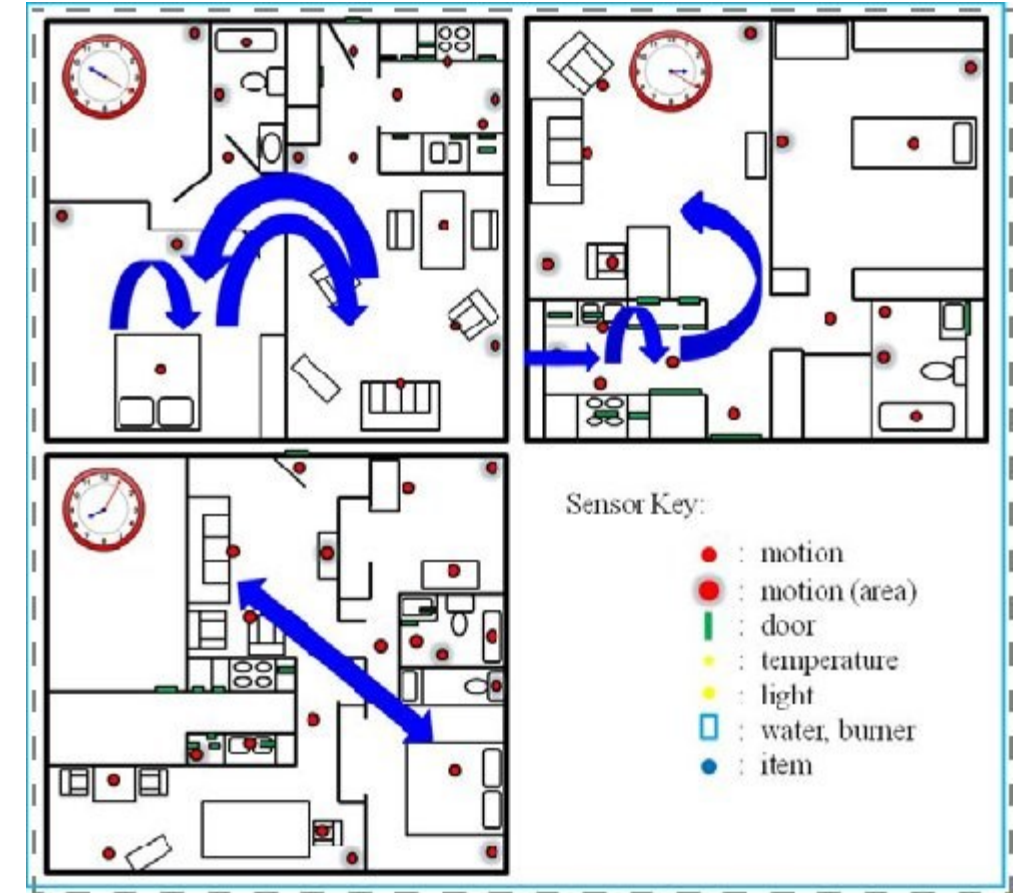 Sensor Key:
: motion
: motion (area)
: door
: temperature
: light
: water, burner
: item